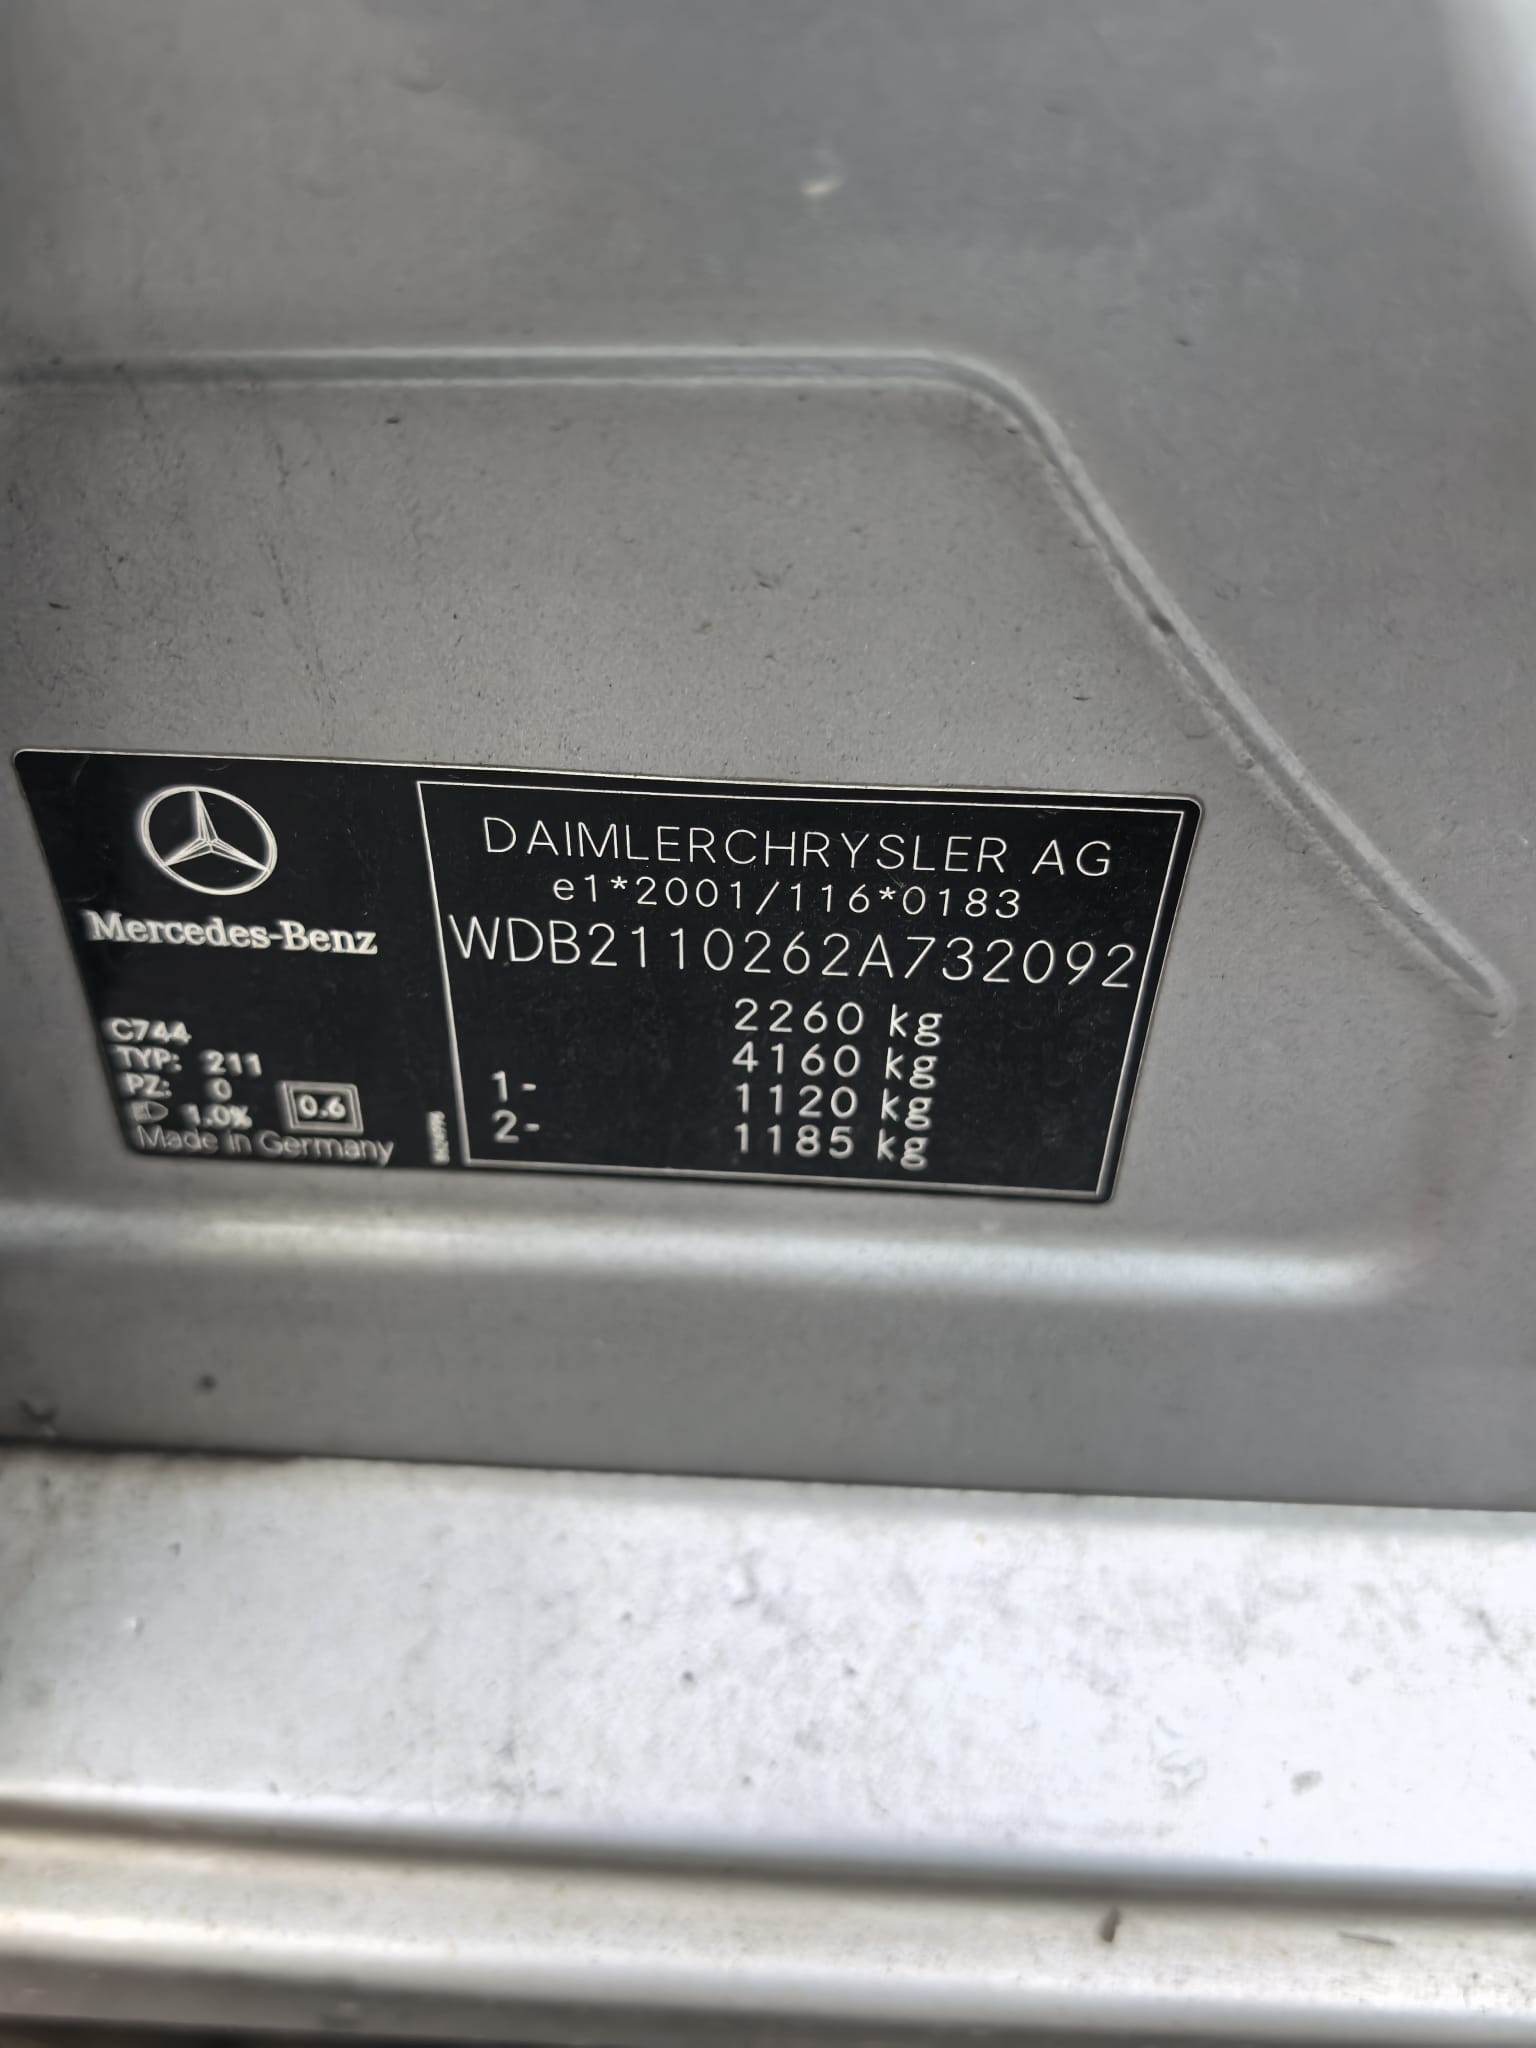 Mercedes-Benz
C744
TYP: 211
PZ: 0
1.0%
0.6
Made in Germany
DAIMLERCHRYSLER AG
e1*2001/116*0183
WDB2110262A732092
2260 kg
4160 kg
1- 1120 kg
2- 1185 kg